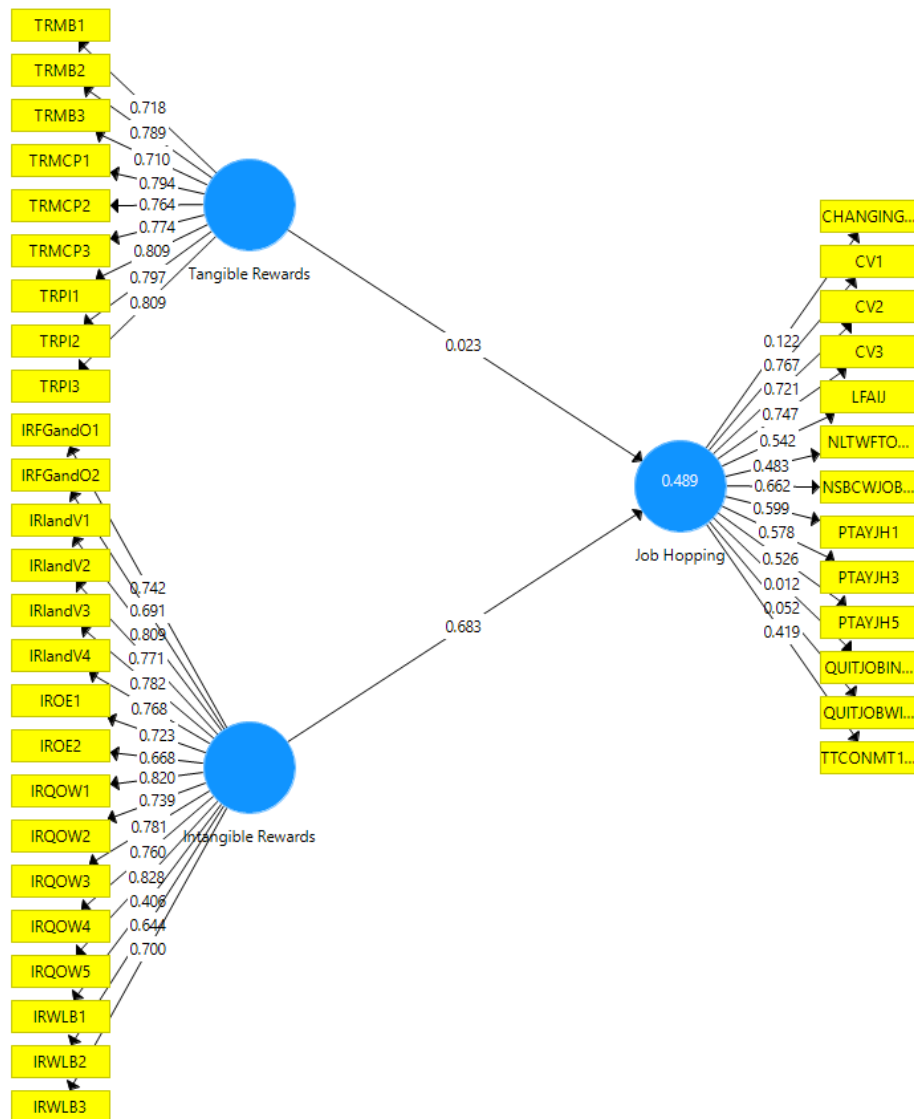 TRMB1
TRMB2
TRMB3
TRMCP1
TRMCP2
TRMCP3
TRPI1
TRPI2
TRPI3
0.718
0.789
0.710
0.794
0.764
0.774
0.809
0.797
0.809
Tangible Rewards
IRFGandO1
IRFGandO2
IRIandV1
IRIandV2
IRIandV3
IRIandV4
IROE1
IROE2
IRQOW1
IRQOW2
IRQOW3
IRQOW4
IRQOW5
IRWLB1
IRWLB2
IRWLB3
0.742
0.691
0.809
0.771
0.782
0.768
0.723
0.668
0.820
0.739
0.781
0.760
0.828
0.406
0.644
0.700
Intangible Rewards
0.023
0.683
0.489
Job Hopping
0.122
0.767
0.721
0.747
0.542
0.483
0.662
0.599
0.578
0.526
0.012
0.052
0.419
CHANGING...
CV1
CV2
CV3
LFAIJ
NLTWFTO...
NSBCWJOB...
PTAYJH1
PTAYJH3
PTAYJH5
QUITJOBIN...
QUITJOBWI...
TTCONMT1...